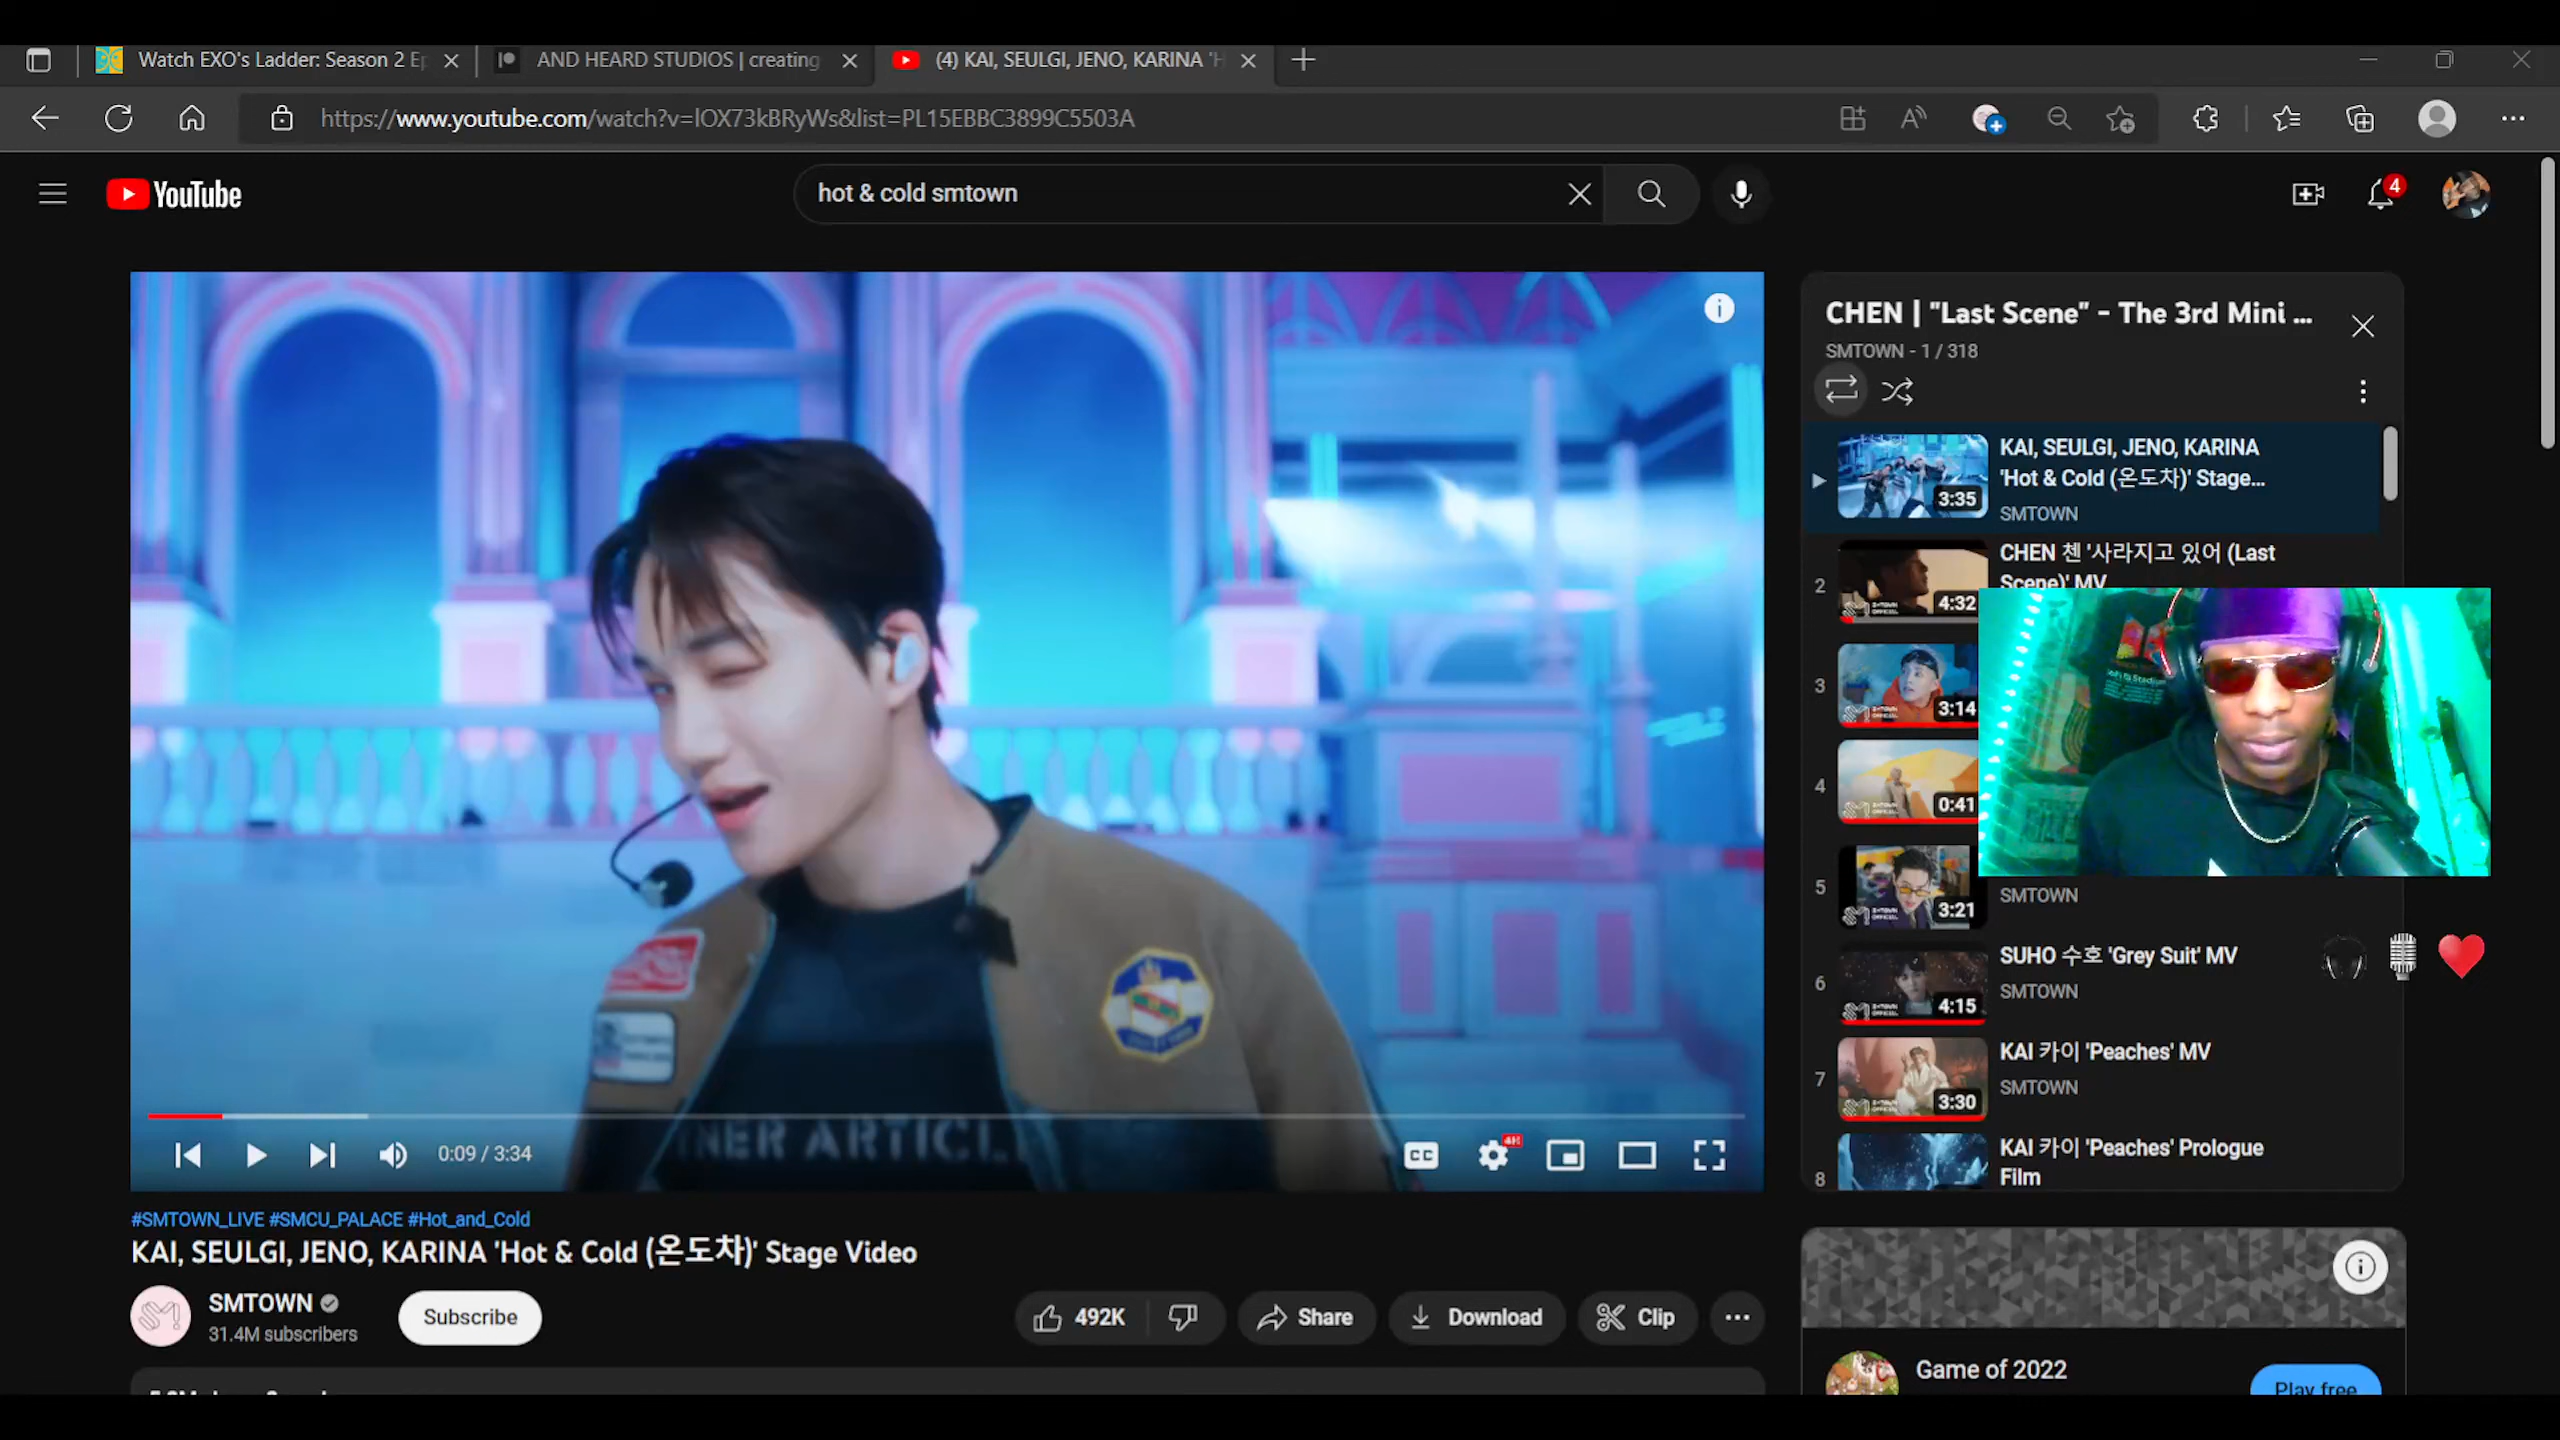 Watch EXO's Ladder: Season 2 Ep
AND HEARD STUDIOS | creating
(4) KAI, SEULGI, JENO, KARINA 'H
https://www.youtube.com/watch?v=lOX73kBRyWs&list=PL15EBBC3899C5503A
YouTube
hot & cold smtown
4
CHEN | "Last Scene" - The 3rd Mini ...
SMTOWN - 1 / 318
KAI, SEULGI, JENO, KARINA
'Hot & Cold (온도차)' Stage...
SMTOWN
3:35
2
CHEN 첸 '사라지고 있어 (Last
Scene)' MV
4:32
3
3:14
4
0:41
5
3:21
SMTOWN
6
SUHO 수호 'Grey Suit' MV
SMTOWN
4:15
7
KAI 카이 'Peaches' MV
SMTOWN
3:30
8
KAI 카이 'Peaches' Prologue
Film
0:09 / 3:34
CC
#SMTOWN_LIVE #SMCU_PALACE #Hot_and_Cold
KAI, SEULGI, JENO, KARINA 'Hot & Cold (온도차)' Stage Video
SMTOWN
31.4M subscribers
Subscribe
492K
Share
Download
Clip
Game of 2022
Play free